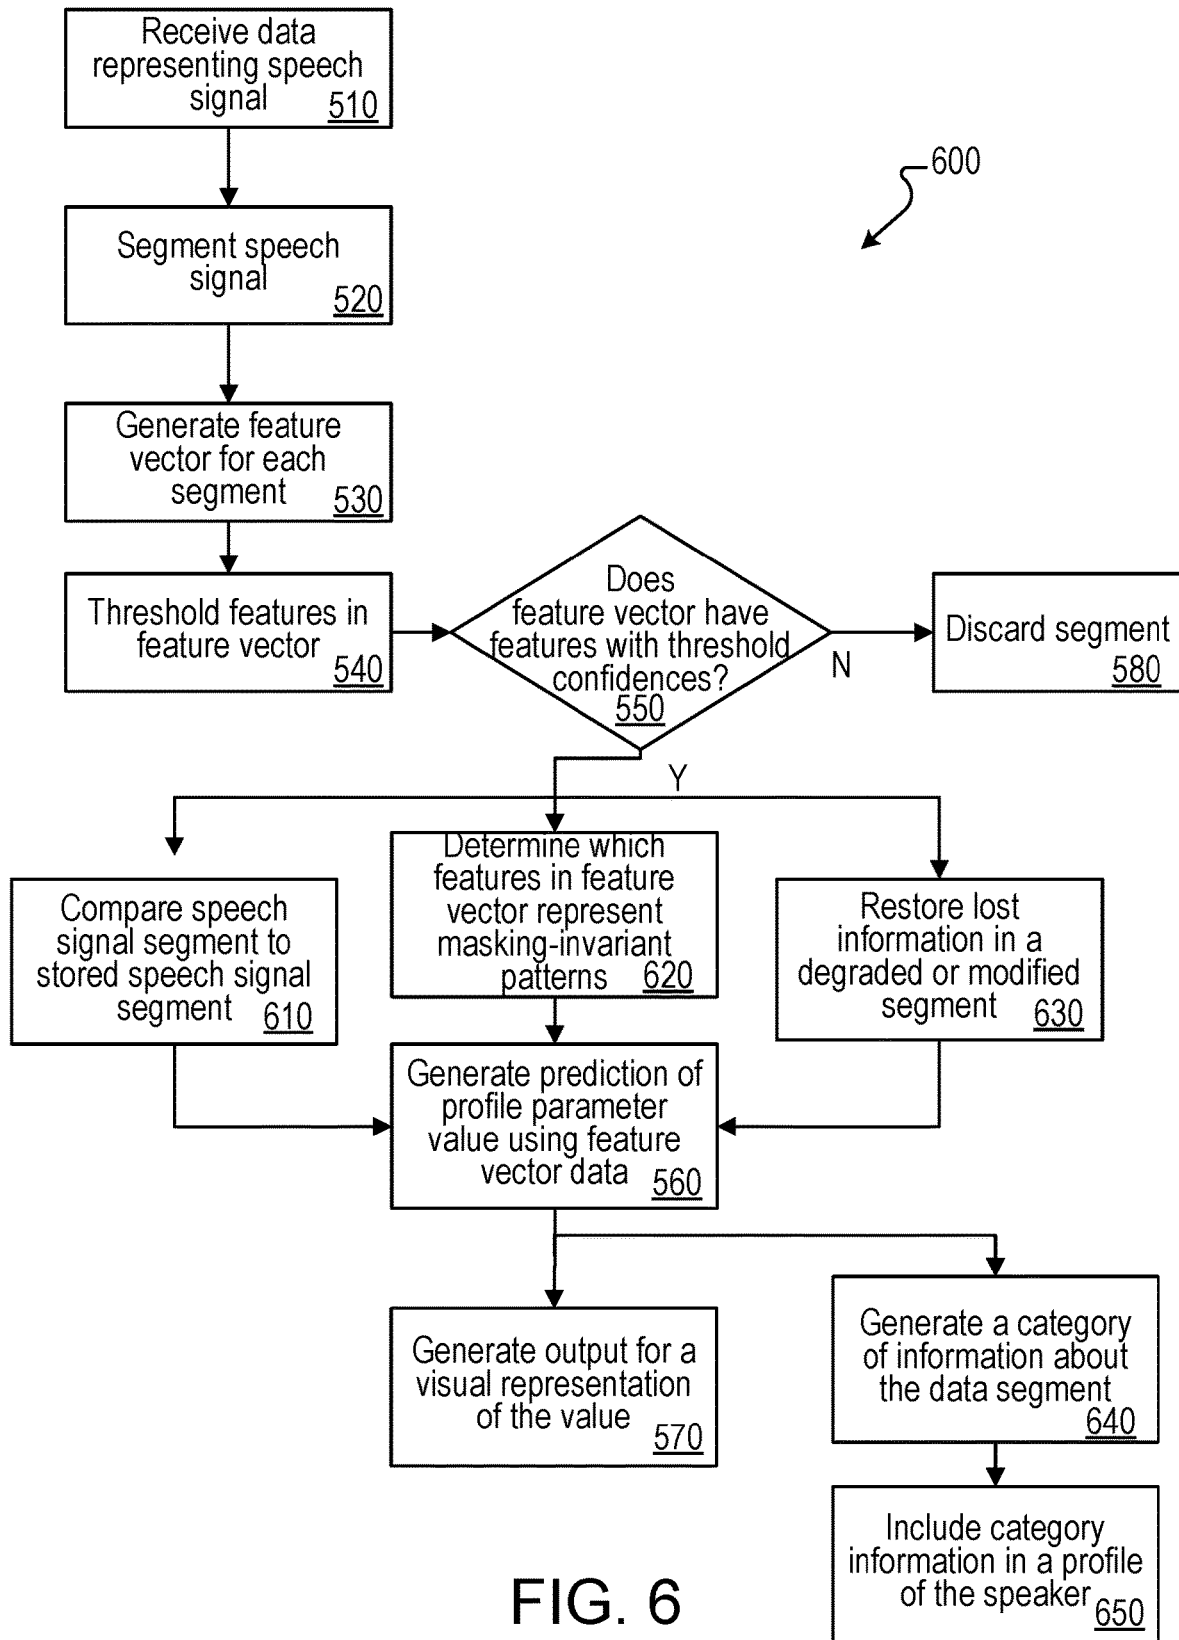 Receive data
representing speech
signal
510
600
Segment speech
signal
520
Generate feature
vector for each
segment
530
Threshold features in
feature vector
540
Does
feature vector have
features with threshold
confidences?
550
N
Discard segment
580
Y
Compare speech
signal segment to
stored speech signal
segment
610
Determine which
features in feature
vector represent
masking-invariant
patterns
620
Restore lost
information in a
degraded or modified
segment
630
Generate prediction of
profile parameter
value using feature
vector data
560
Generate output for a
visual representation
of the value
570
Generate a category
of information about
the data segment
640
Include category
information in a profile
of the speaker
650
FIG. 6